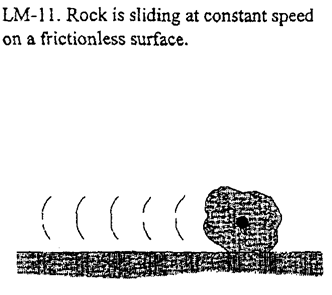 LM-11. Rock is sliding at constant speed
on a frictionless surface.